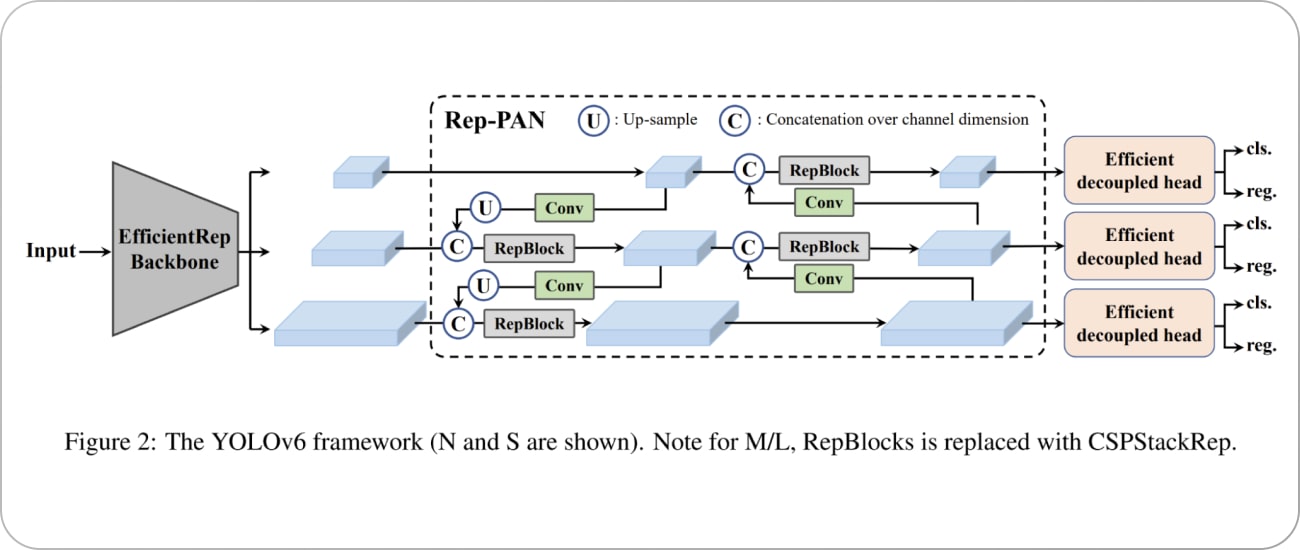 Rep-PAN
U : Up-sample
C : Concatenation over channel dimension
Input
EfficientRep
Backbone
C
RepBlock
Efficient
decoupled head
cls.
reg.
U
Conv
Conv
C
RepBlock
C
RepBlock
Efficient
decoupled head
cls.
reg.
U
Conv
Conv
C
RepBlock
Efficient
decoupled head
cls.
reg.
Figure 2: The YOLOv6 framework (N and S are shown). Note for M/L, RepBlocks is replaced with CSPStackRep.